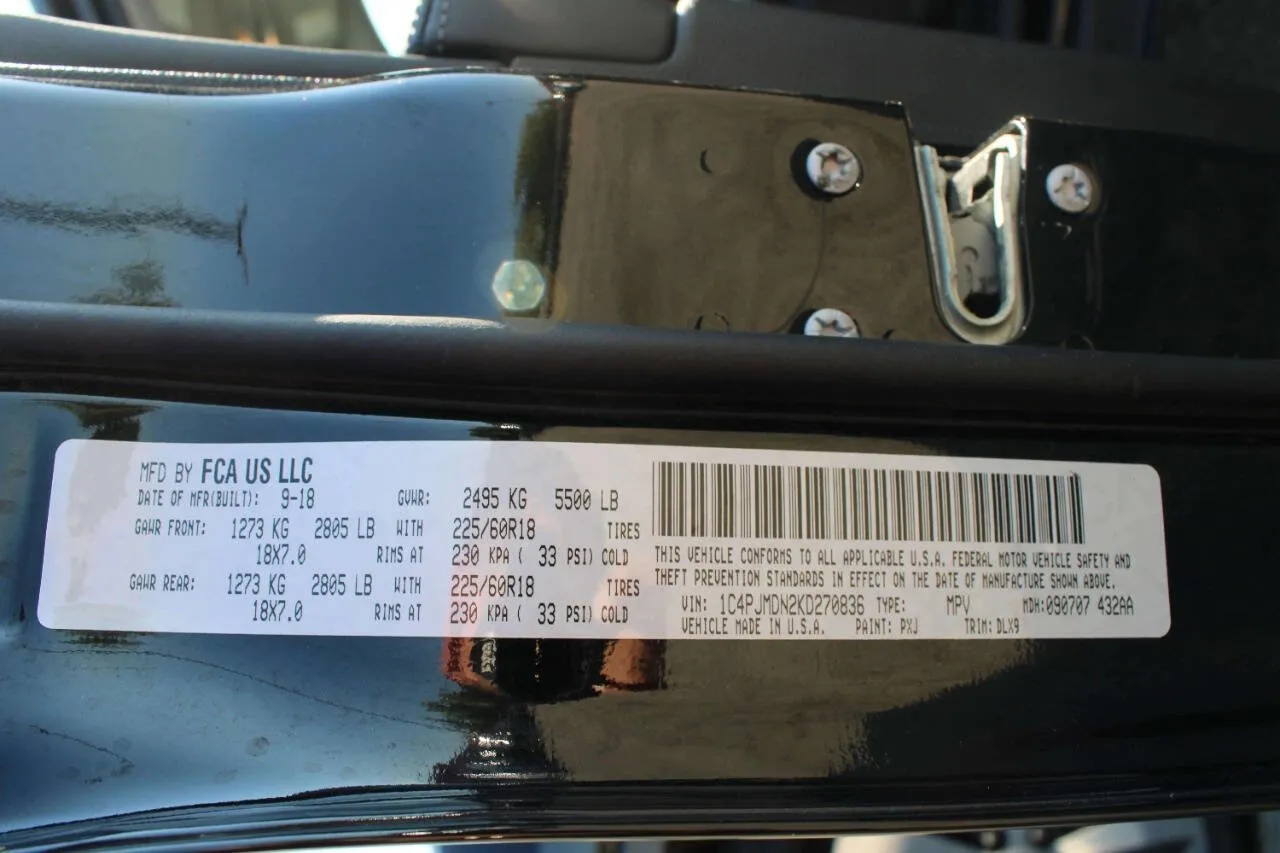 MFD BY FCA US LLC
DATE OF MFR(BUILT): 9-18 GVWR: 2495 KG 5500 LB
GAWR FRONT: 1273 KG 2805 LB WITH 225/60R18 TIRES
18X7.0 RIMS AT 230 KPA ( 33 PSI) COLD
GAWR REAR: 1273 KG 2805 LB WITH 225/60R18 TIRES
18X7.0 RIMS AT 230 KPA ( 33 PSI) COLD
THIS VEHICLE CONFORMS TO ALL APPLICABLE U.S.A. FEDERAL MOTOR VEHICLE SAFETY AND
THEFT PREVENTION STANDARDS IN EFFECT ON THE DATE OF MANUFACTURE SHOWN ABOVE.
VIN: 1C4PJMDN2KD270836 TYPE: MPV MDH:090707 432AA
VEHICLE MADE IN U.S.A. PAINT: PXJ TRIM: DLX9